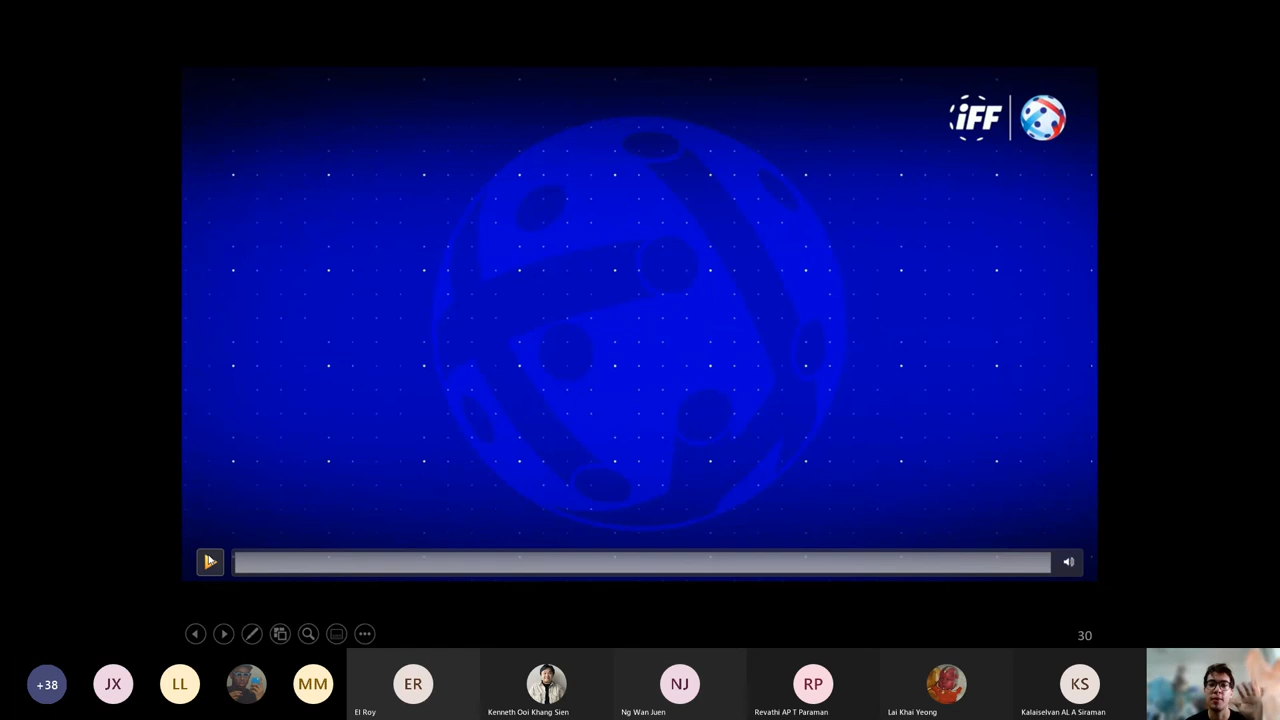 iFF
30
+38
JX
LL
MM
ER
NJ
RP
KS
El Roy
Kenneth Ooi Khang Sien
Ng Wan Juen
Revathi AP T Paraman
Lai Khai Yeong
Kalaiselvan AL A Siraman